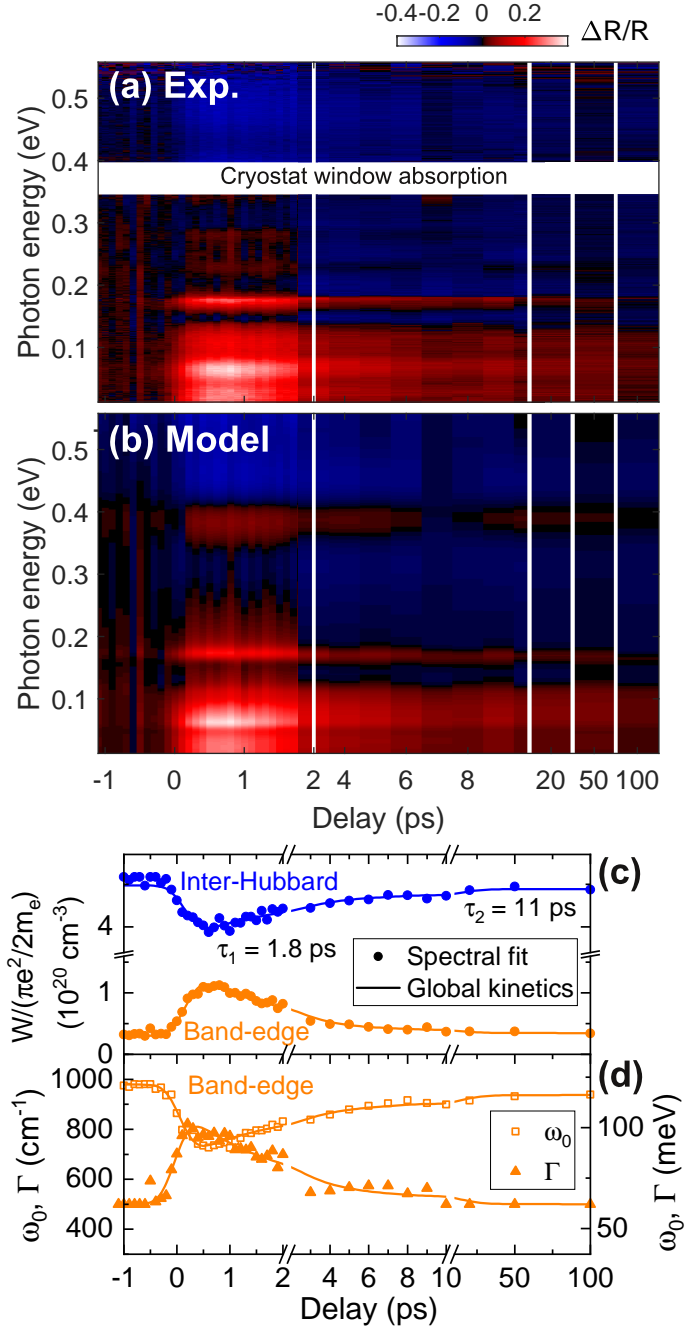 -0.4 -0.2 0 0.2 ΔR/R
(a) Exp.
0.5
0.4
Cryostat window absorption
0.3
0.2
0.1
Photon energy (eV)
(b) Model
0.5
0.4
0.3
0.2
0.1
Photon energy (eV)
-1 0 1 2 4 6 8 20 50 100
Delay (ps)
(c)
Inter-Hubbard
4
τ₂ = 11 ps
τ₁ = 1.8 ps
Spectral fit
Global kinetics
1
Band-edge
0
W/(πe²/2mₑ)
(10²⁰ cm⁻³)
(d)
Band-edge
1000
800
600
400
ω₀, Γ (cm⁻¹)
ω₀
Γ
100
50
ω₀, Γ (meV)
-1 0 1 2 4 6 8 10 50 100
Delay (ps)